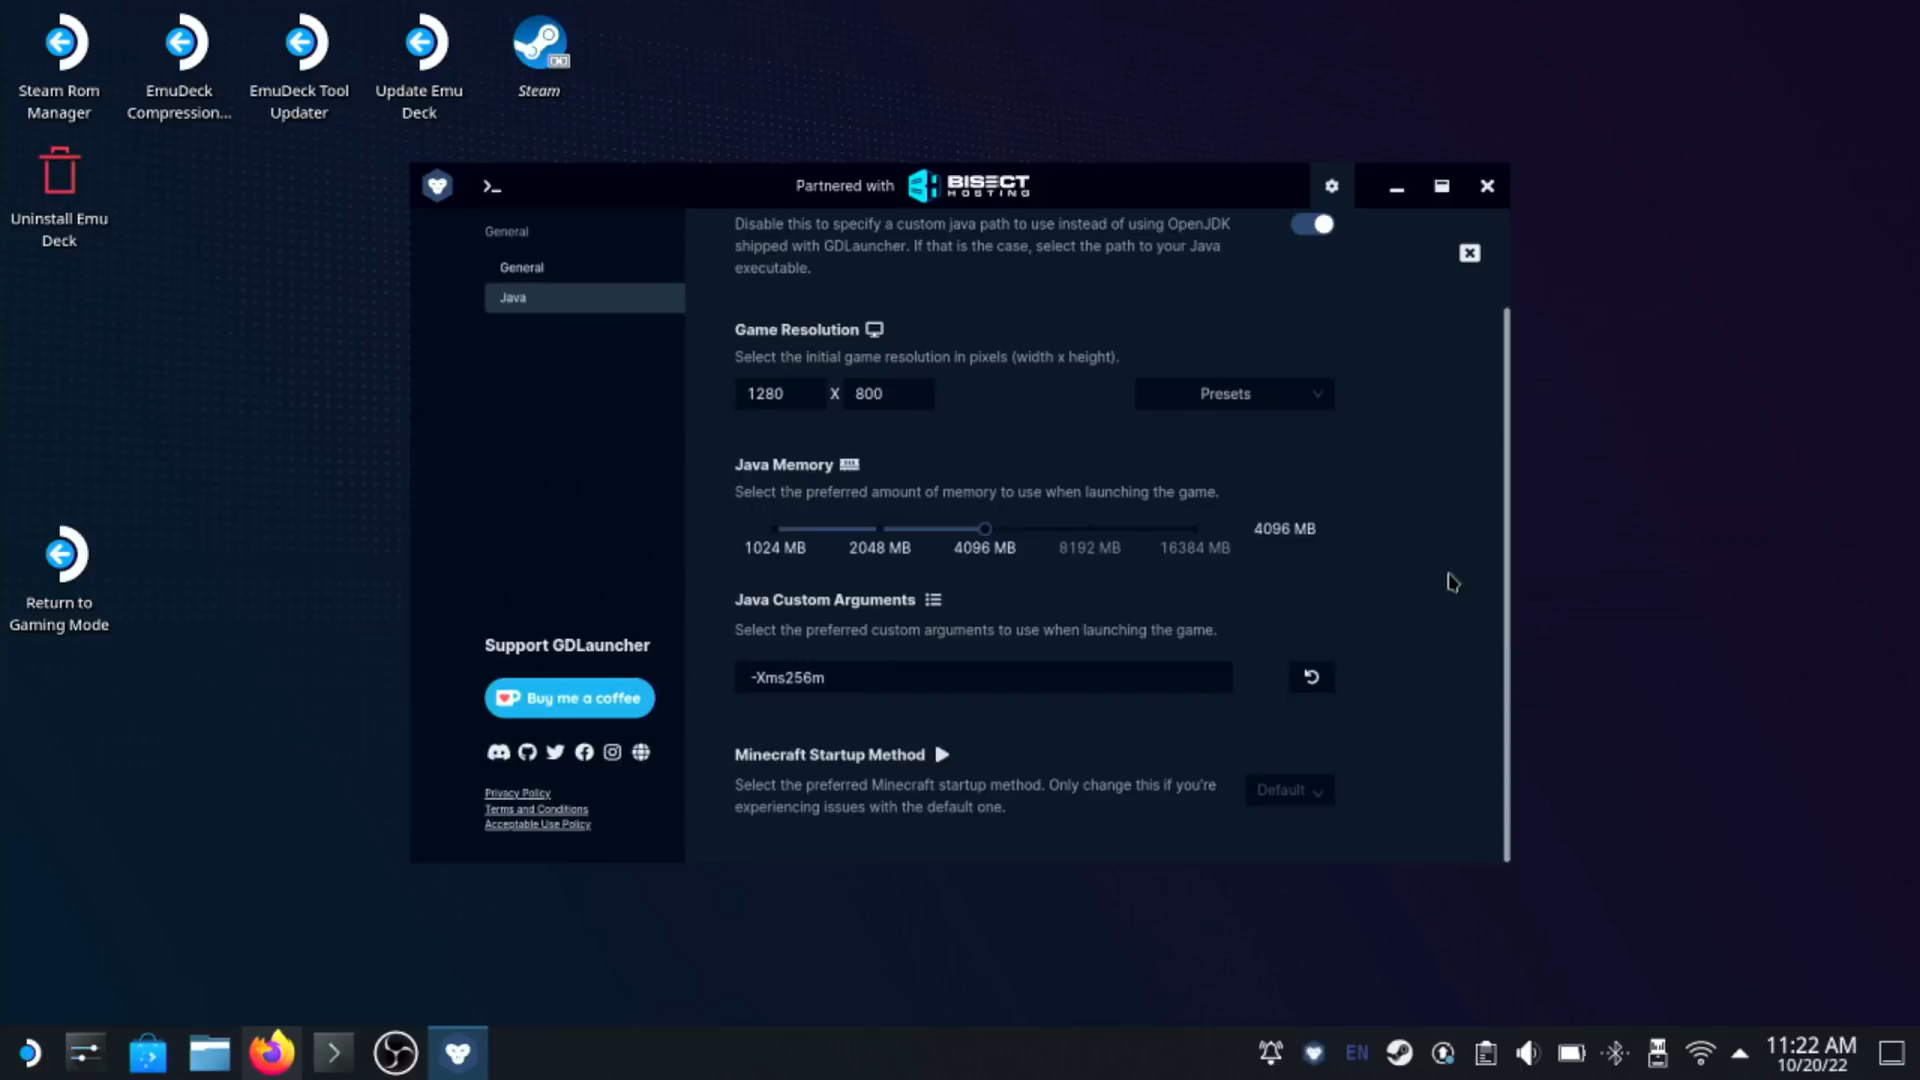 Steam Rom
Manager
EmuDeck
Compression...
EmuDeck Tool
Updater
Update Emu
Deck
Steam
Uninstall Emu
Deck
Return to
Gaming Mode
Partnered with
BISECT
HOSTING
General
General
Java
Support GDLauncher
Buy me a coffee
Privacy Policy
Terms and Conditions
Acceptable Use Policy
Disable this to specify a custom java path to use instead of using OpenJDK
shipped with GDLauncher. If that is the case, select the path to your Java
executable.
Game Resolution
Select the initial game resolution in pixels (width x height).
1280 X 800
Presets
Java Memory
Select the preferred amount of memory to use when launching the game.
4096 MB
1024 MB 2048 MB 4096 MB 8192 MB 16384 MB
Java Custom Arguments
Select the preferred custom arguments to use when launching the game.
-Xms256m
Minecraft Startup Method
Select the preferred Minecraft startup method. Only change this if you're
experiencing issues with the default one.
Default
EN
11:22 AM
10/20/22